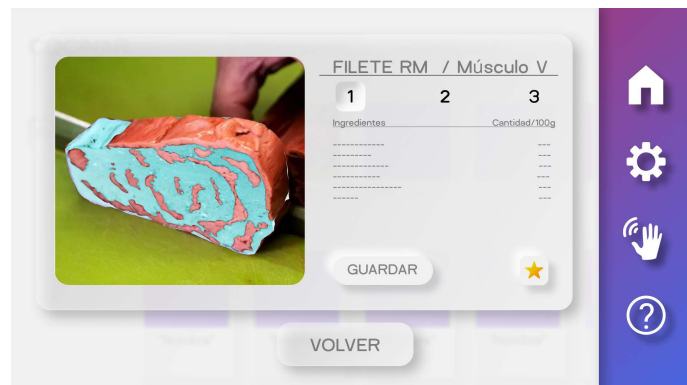 FILETE RM / Músculo V
1 2 3
Ingredientes Cantidad/100g
----------- ---
--------- ---
------------- ---
----------- ---
---------------- ---
------ ---
GUARDAR
VOLVER
?